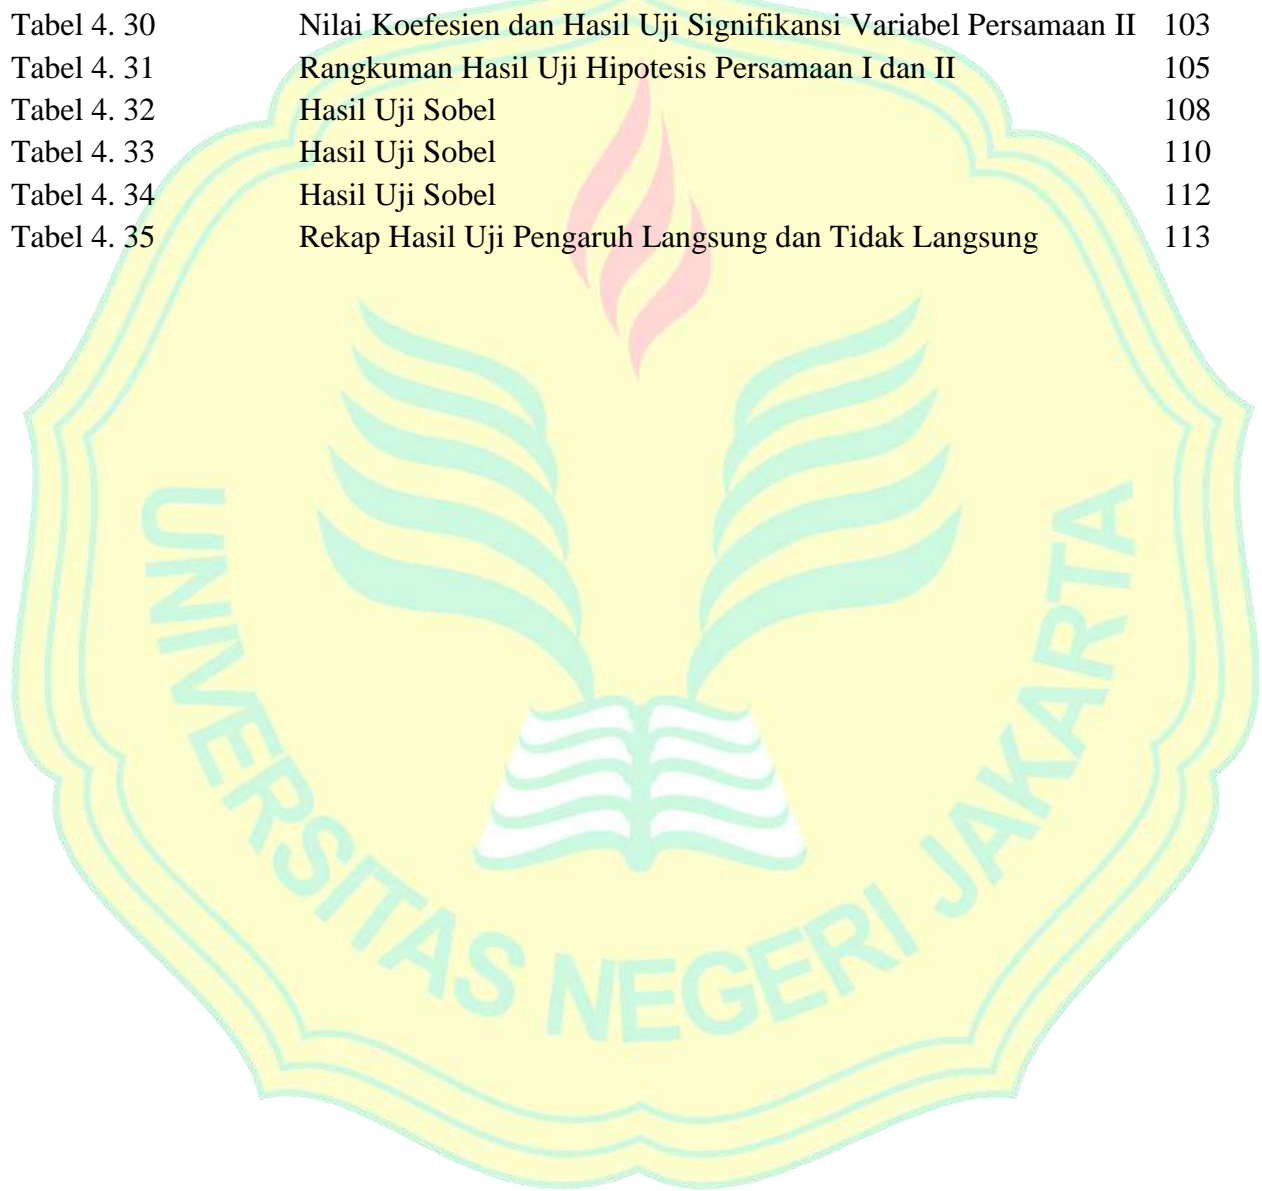 Tabel 4. 30 Nilai Koefesien dan Hasil Uji Signifikansi Variabel Persamaan II 103
Tabel 4. 31 Rangkuman Hasil Uji Hipotesis Persamaan I dan II 105
Tabel 4. 32 Hasil Uji Sobel 108
Tabel 4. 33 Hasil Uji Sobel 110
Tabel 4. 34 Hasil Uji Sobel 112
Tabel 4. 35 Rekap Hasil Uji Pengaruh Langsung dan Tidak Langsung 113
UNIVERSITAS NEGERI JAKARTA